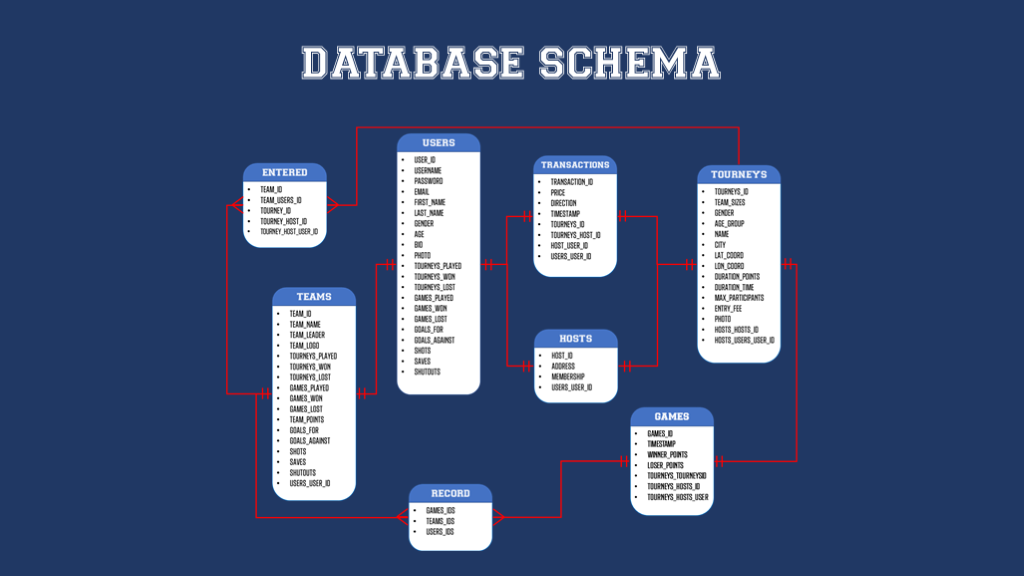 DATABASE SCHEMA
ENTERED
TEAM_ID
TEAM_USERS_ID
TOURNEY_ID
TOURNEY_HOST_ID
TOURNEY_HOST_USER_ID
TEAMS
TEAM_ID
TEAM_NAME
TEAM_LEADER
TEAM_LOGO
TOURNEYS_PLAYED
TOURNEYS_WON
TOURNEYS_LOST
GAMES_PLAYED
GAMES_WON
GAMES_LOST
TEAM_POINTS
GOALS_FOR
GOALS_AGAINST
SHOTS
SAVES
SHUTOUTS
USERS_USER_ID
USERS
USER_ID
USERNAME
PASSWORD
EMAIL
FIRST_NAME
LAST_NAME
GENDER
AGE
BIO
PHOTO
TOURNEYS_PLAYED
TOURNEYS_WON
TOURNEYS_LOST
GAMES_PLAYED
GAMES_WON
GAMES_LOST
GOALS_FOR
GOALS_AGAINST
SHOTS
SAVES
SHUTOUTS
TRANSACTIONS
TRANSACTION_ID
PRICE
DIRECTION
TIMESTAMP
TOURNEYS_ID
TOURNEYS_HOST_ID
HOST_USER_ID
USERS_USER_ID
HOSTS
HOST_ID
ADDRESS
MEMBERSHIP
USERS_USER_ID
TOURNEYS
TOURNEYS_ID
TEAM_SIZES
GENDER
AGE_GROUP
NAME
CITY
LAT_COORD
LON_COORD
DURATION_POINTS
DURATION_TIME
MAX_PARTICIPANTS
ENTRY_FEE
PHOTO
HOSTS_HOSTS_ID
HOSTS_USERS_USER_ID
GAMES
GAMES_ID
TIMESTAMP
WINNER_POINTS
LOSER_POINTS
TOURNEYS_TOURNEYSID
TOURNEYS_HOSTS_ID
TOURNEYS_HOSTS_USER
RECORD
GAMES_IDS
TEAMS_IDS
USERS_IDS